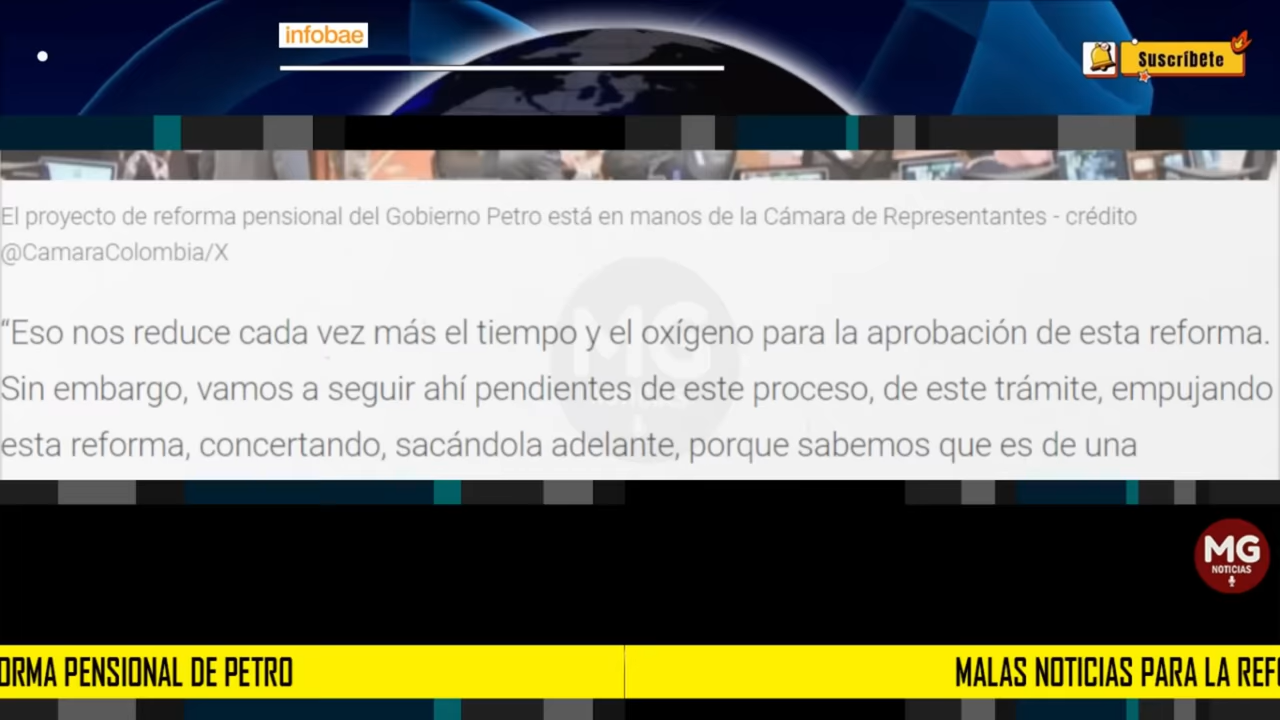 infobae
Suscríbete
El proyecto de reforma pensional del Gobierno Petro está en manos de la Cámara de Representantes - crédito
@CamaraColombia/X
“Eso nos reduce cada vez más el tiempo y el oxígeno para la aprobación de esta reforma.
Sin embargo, vamos a seguir ahí pendientes de este proceso, de este trámite, empujando
esta reforma, concertando, sacándola adelante, porque sabemos que es de una
MG
MG
NOTICIAS
ORMA PENSIONAL DE PETRO
MALAS NOTICIAS PARA LA REF